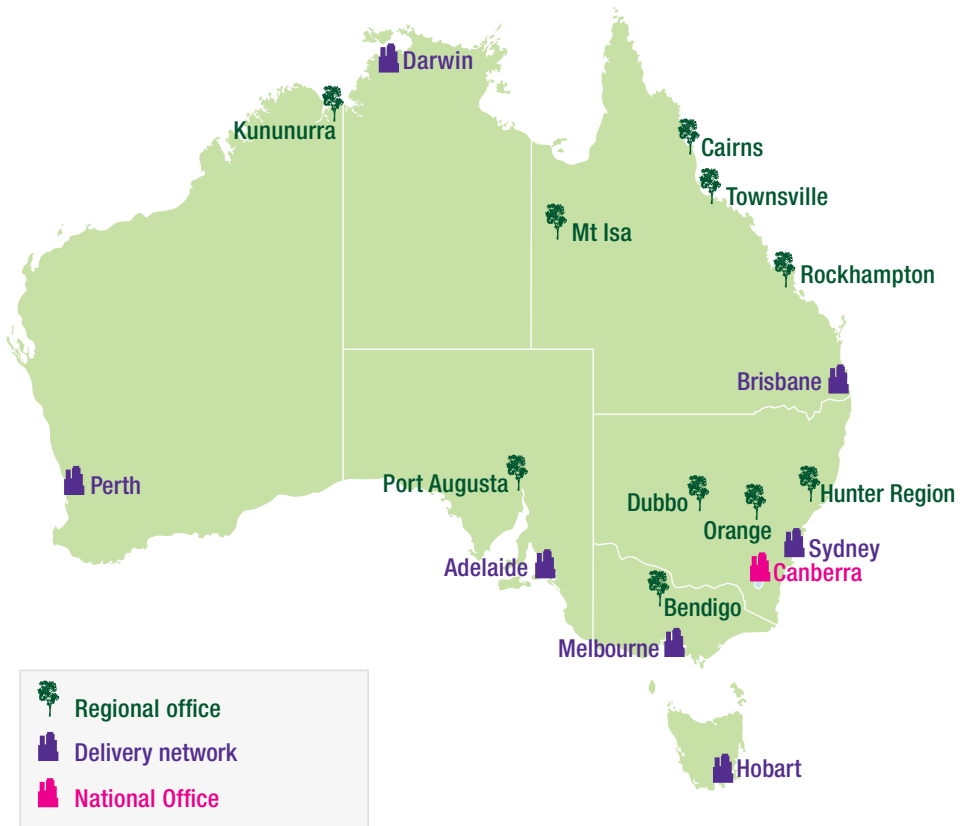 Darwin
Kununurra
Cairns
Townsville
Mt Isa
Rockhampton
Brisbane
Perth
Port Augusta
Dubbo
Hunter Region
Orange
Sydney
Adelaide
Canberra
Bendigo
Melbourne
Regional office
Delivery network
Hobart
National Office